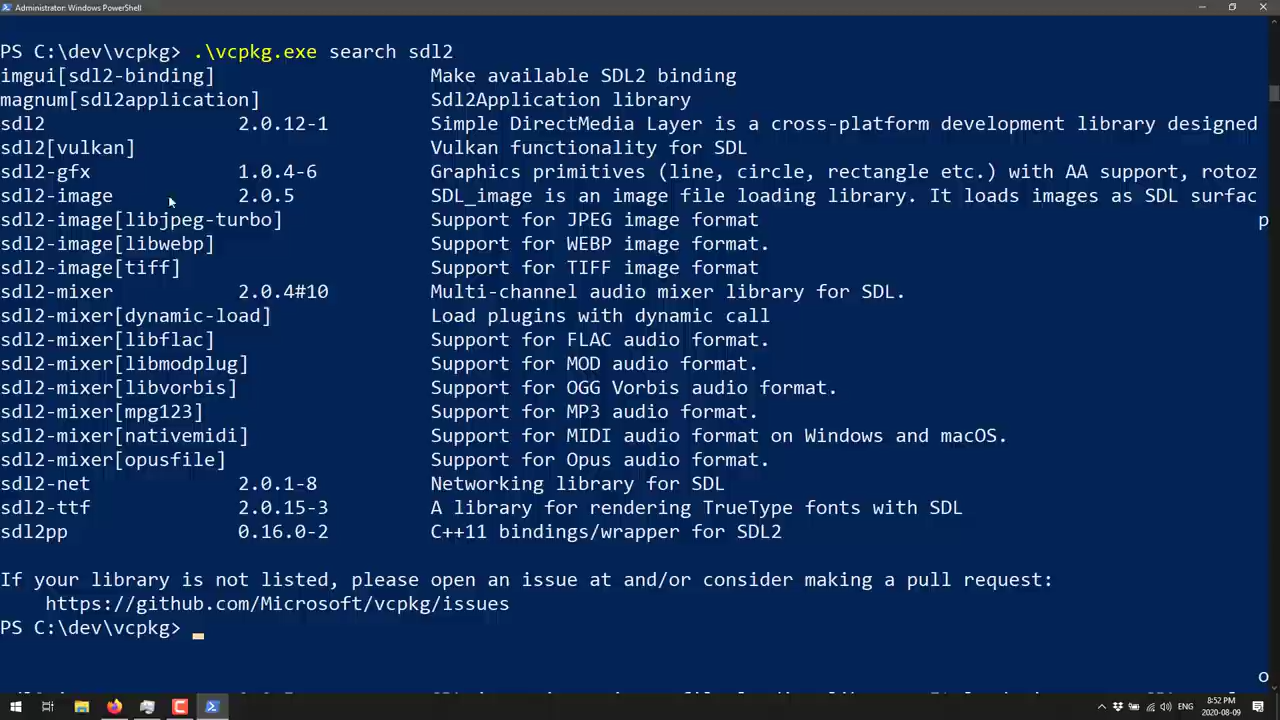 Administrator: Windows PowerShell
PS C:\dev\vcpkg> .\vcpkg.exe search sdl2
imgui[sdl2-binding] Make available SDL2 binding
magnum[sdl2application] Sdl2Application library
sdl2 2.0.12-1 Simple DirectMedia Layer is a cross-platform development library designed
sdl2[vulkan] Vulkan functionality for SDL
sdl2-gfx 1.0.4-6 Graphics primitives (line, circle, rectangle etc.) with AA support, rotoz
sdl2-image 2.0.5 SDL_image is an image file loading library. It loads images as SDL surfac
sdl2-image[libjpeg-turbo] Support for JPEG image format p
sdl2-image[libwebp] Support for WEBP image format.
sdl2-image[tiff] Support for TIFF image format
sdl2-mixer 2.0.4#10 Multi-channel audio mixer library for SDL.
sdl2-mixer[dynamic-load] Load plugins with dynamic call
sdl2-mixer[libflac] Support for FLAC audio format.
sdl2-mixer[libmodplug] Support for MOD audio format.
sdl2-mixer[libvorbis] Support for OGG Vorbis audio format.
sdl2-mixer[mpg123] Support for MP3 audio format.
sdl2-mixer[nativemidi] Support for MIDI audio format on Windows and macOS.
sdl2-mixer[opusfile] Support for Opus audio format.
sdl2-net 2.0.1-8 Networking library for SDL
sdl2-ttf 2.0.15-3 A library for rendering TrueType fonts with SDL
sdl2pp 0.16.0-2 C++11 bindings/wrapper for SDL2
If your library is not listed, please open an issue at and/or consider making a pull request:
https://github.com/Microsoft/vcpkg/issues
PS C:\dev\vcpkg>
o
ENG
8:52 PM
2020-08-09